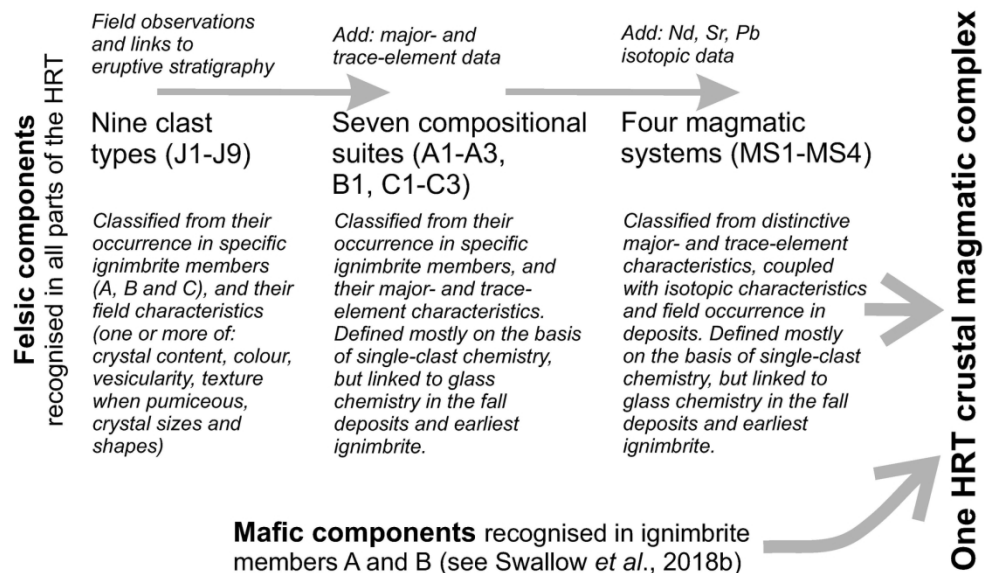 Field observations
and links to
eruptive stratigraphy
Add: major- and
trace-element data
Add: Nd, Sr, Pb
isotopic data
Felsic components
recognised in all parts of the HRT
Nine clast
types (J1-J9)
Seven compositional
suites (A1-A3,
B1, C1-C3)
Four magmatic
systems (MS1-MS4)
Classified from their
occurrence in specific
ignimbrite members
(A, B and C), and their
field characteristics
(one or more of:
crystal content, colour,
vesicularity, texture
when pumiceous,
crystal sizes and
shapes)
Classified from their
occurrence in specific
ignimbrite members, and
their major- and trace-
element characteristics.
Defined mostly on the basis
of single-clast chemistry,
but linked to glass
chemistry in the fall
deposits and earliest
ignimbrite.
Classified from distinctive
major- and trace-element
characteristics, coupled
with isotopic characteristics
and field occurrence in
deposits. Defined mostly
on the basis of single-clast
chemistry, but linked to
glass chemistry in the fall
deposits and earliest
ignimbrite.
Mafic components recognised in ignimbrite
members A and B (see Swallow et al., 2018b)
One HRT crustal magmatic complex